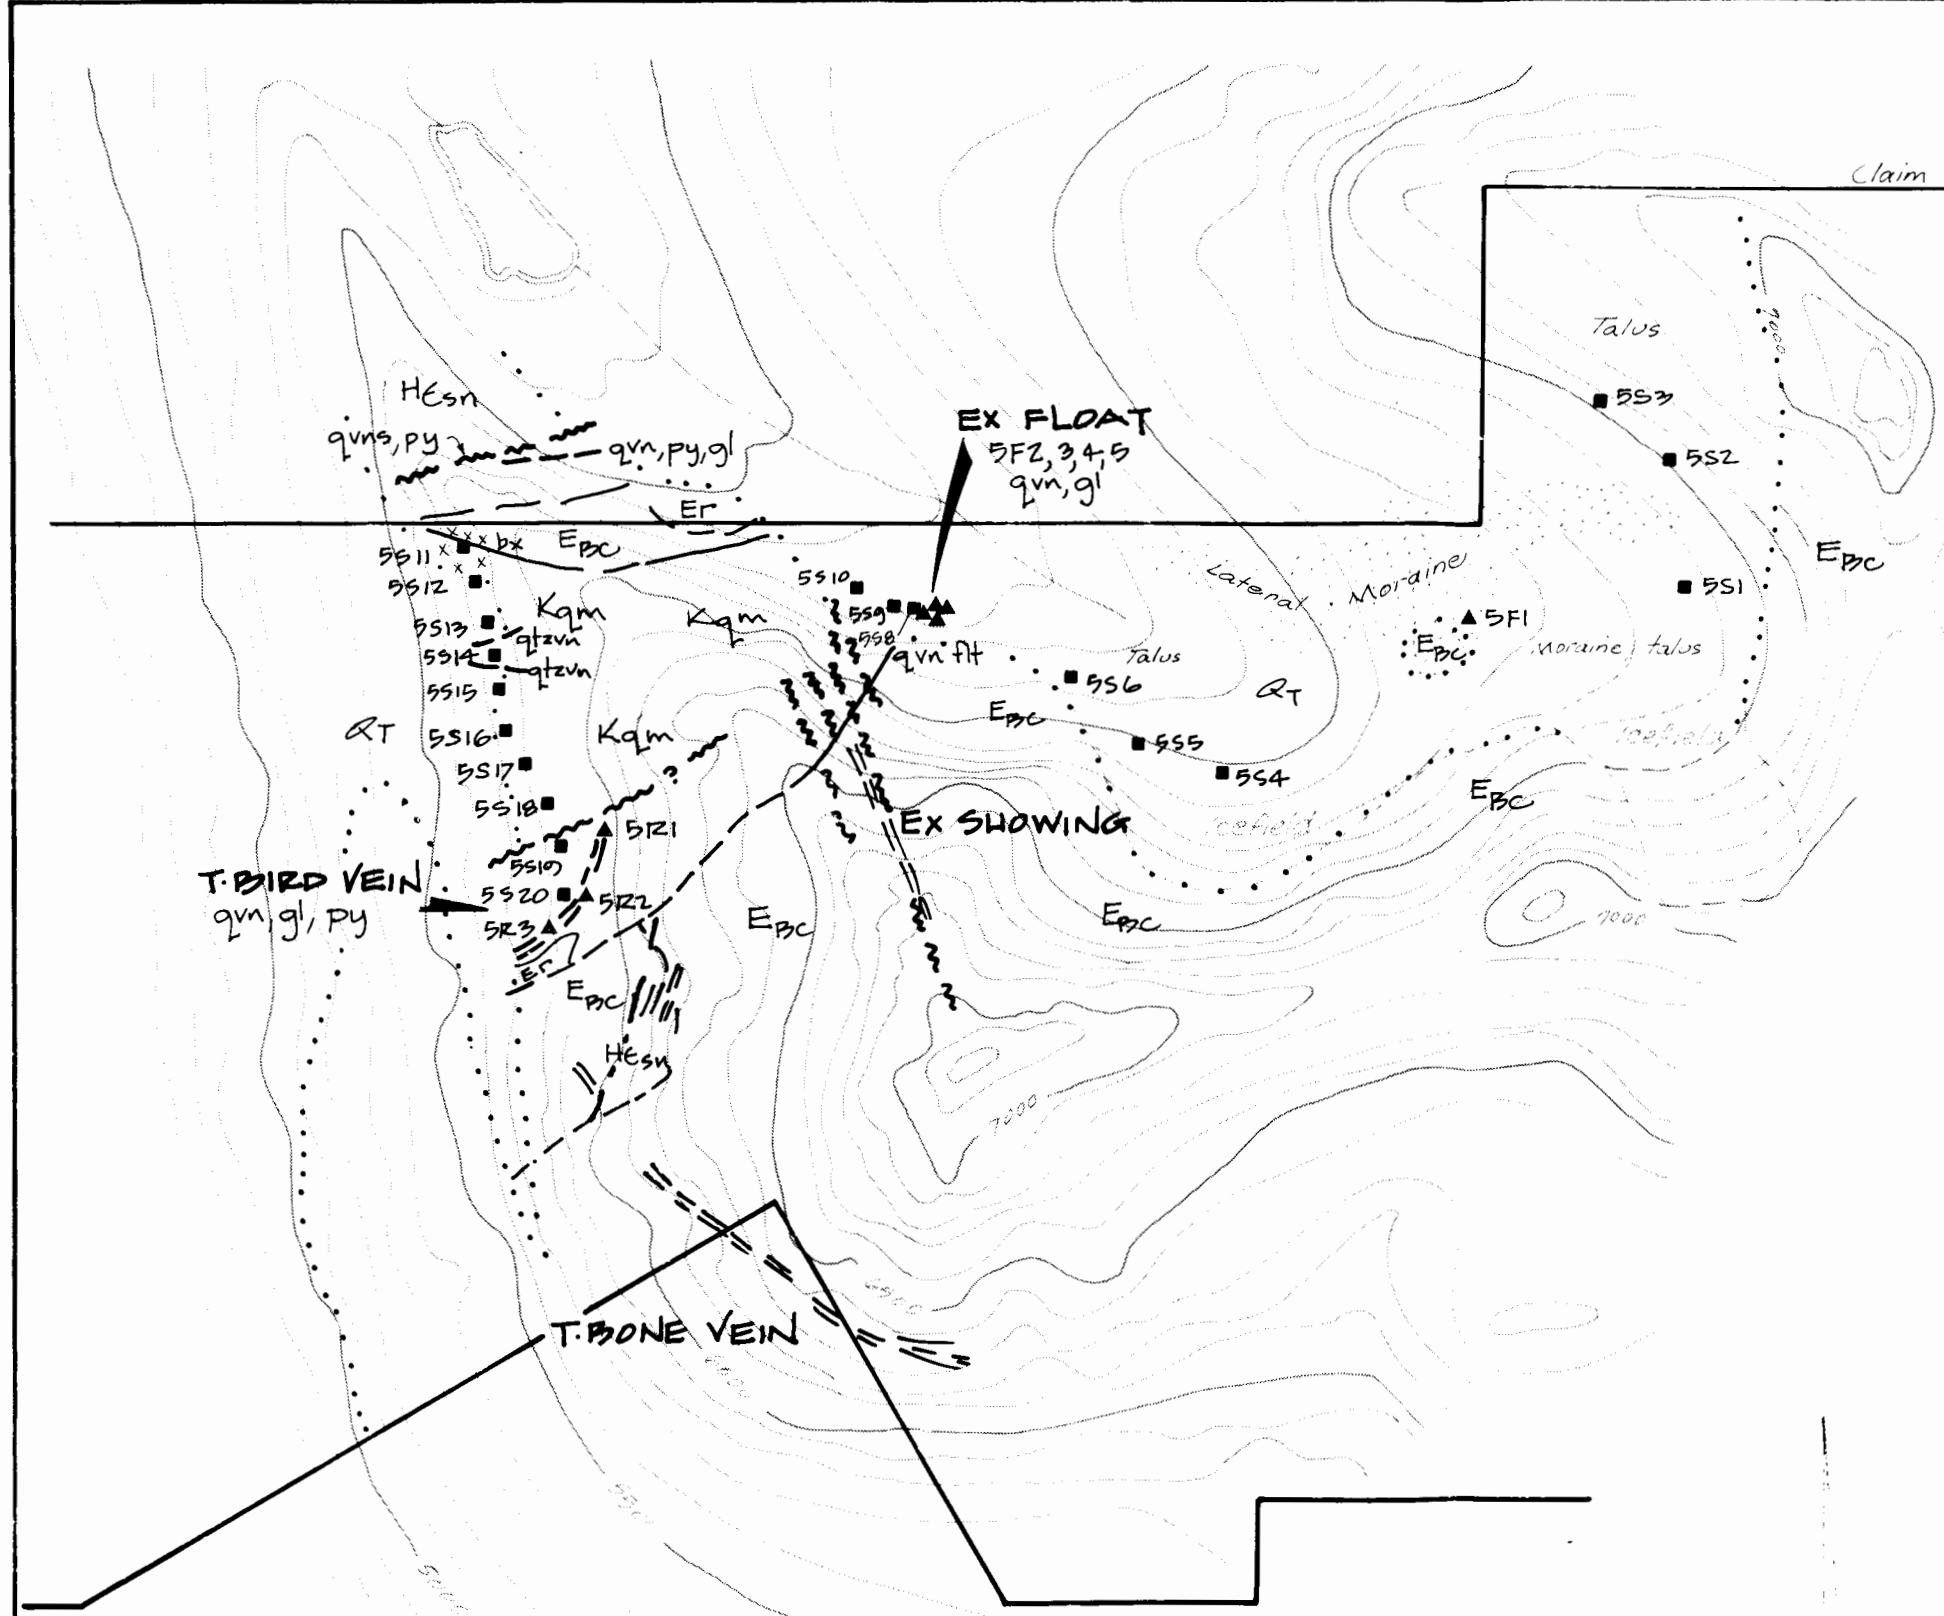 Claim
Talus
7000
5S3
HЄsn
qvns, py
qvn, py, gl
EX FLOAT
5F2, 3, 4, 5
qvn, gl
5S2
Er
EBC
bx
5S11
5S12
EBC
5S10
Lateral Moraine
5S1
Kqm
Kqm
5S9
5S8
5F1
5S13
qtzvn
5S14
qtzvn
qvn flt
Talus
EBC
Moraine, talus
5S15
5S6
QT
QT
5S16
Kqm
EBC
5S5
Icefield
5S17
?
5S4
5S18
EBC
5R1
EX SHOWING
Icefield
5S19
T.BIRD VEIN
qvn, gl, py
5S20
5R2
5R3
EBC
EBC
7000
Er
EBC
HЄsn
7000
6500
T.BONE VEIN